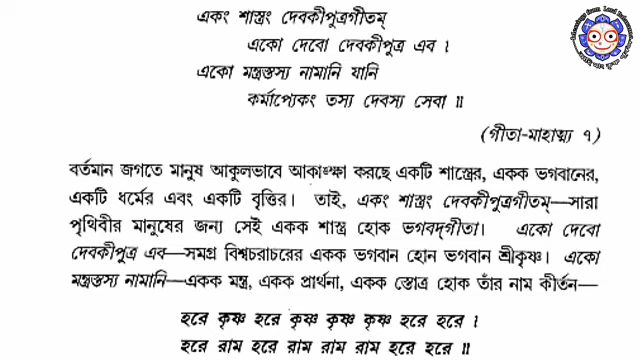 একং শাস্ত্রং দেবকীপুত্রগীতম্
একো দেবো দেবকীপুত্র এব ৷
একো মন্ত্রস্তস্য নামানি যানি
কর্মাপ্যেকং তস্য দেবস্য সেবা ॥
(গীতা-মাহাত্ম্য ৭)
বর্তমান জগতে মানুষ আকুলভাবে আকাঙ্ক্ষা করছে একটি শাস্ত্রের, একক ভগবানের,
একটি ধর্মের এবং একটি বৃত্তির। তাই, একং শাস্ত্রং দেবকীপুত্রগীতম্—সারা
পৃথিবীর মানুষের জন্য সেই একক শাস্ত্র হোক ভগবদ্‌গীতা। একো দেবো
দেবকীপুত্র এব—সমগ্র বিশ্বচরাচরের একক ভগবান হোন ভগবান শ্রীকৃষ্ণ। একো
মন্ত্রস্তস্য নামানি—একক মন্ত্র, একক প্রার্থনা, একক স্তোত্র হোক তাঁর নাম কীর্তন—
হরে কৃষ্ণ হরে কৃষ্ণ কৃষ্ণ কৃষ্ণ হরে হরে ৷
হরে রাম হরে রাম রাম রাম হরে হরে ॥